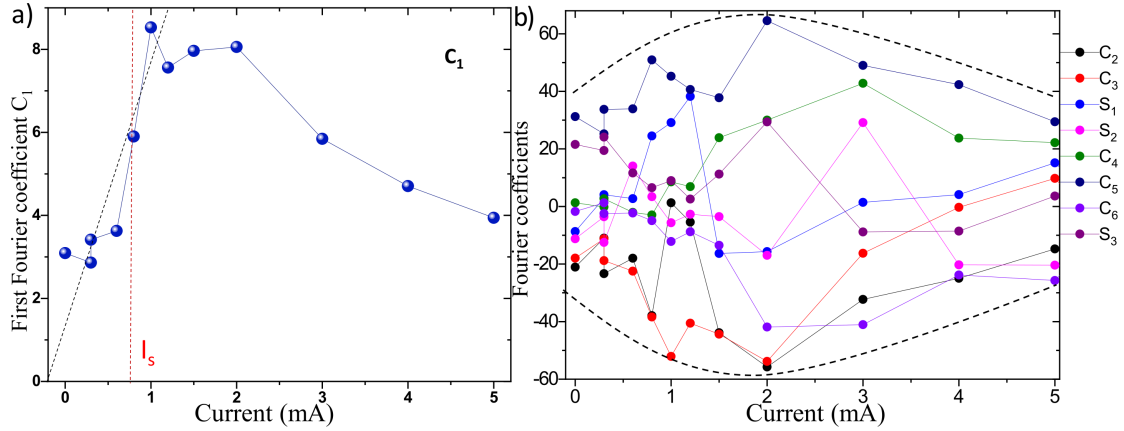 a)
First Fourier coefficient C₁
8
6
4
2
0
C₁
Iₛ
0 1 2 3 4 5
Current (mA)
b)
Fourier coefficients
60
40
20
0
-20
-40
-60
0 1 2 3 4 5
Current (mA)
C₂
C₃
S₁
S₂
C₄
C₅
C₆
S₃